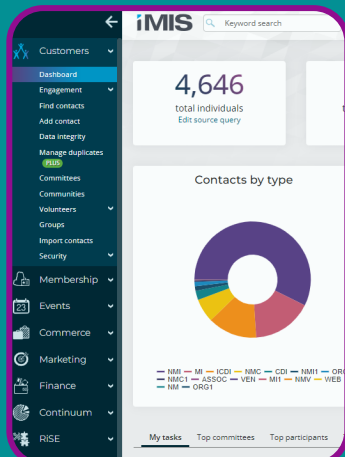 iMIS
Keyword search
Customers
Dashboard
Engagement
Find contacts
Add contact
Data integrity
Manage duplicates
PLUS
Committees
Communities
Volunteers
Groups
Import contacts
Security
Membership
Events
23
Commerce
Marketing
Finance
Continuum
RiSE
4,646
total individuals
Edit source query
Contacts by type
NMI MI ICDI NMC CDI NMI1
NMC1 ASSOC VEN MI1 NMV WEB
NM ORG1
My tasks Top committees Top participants